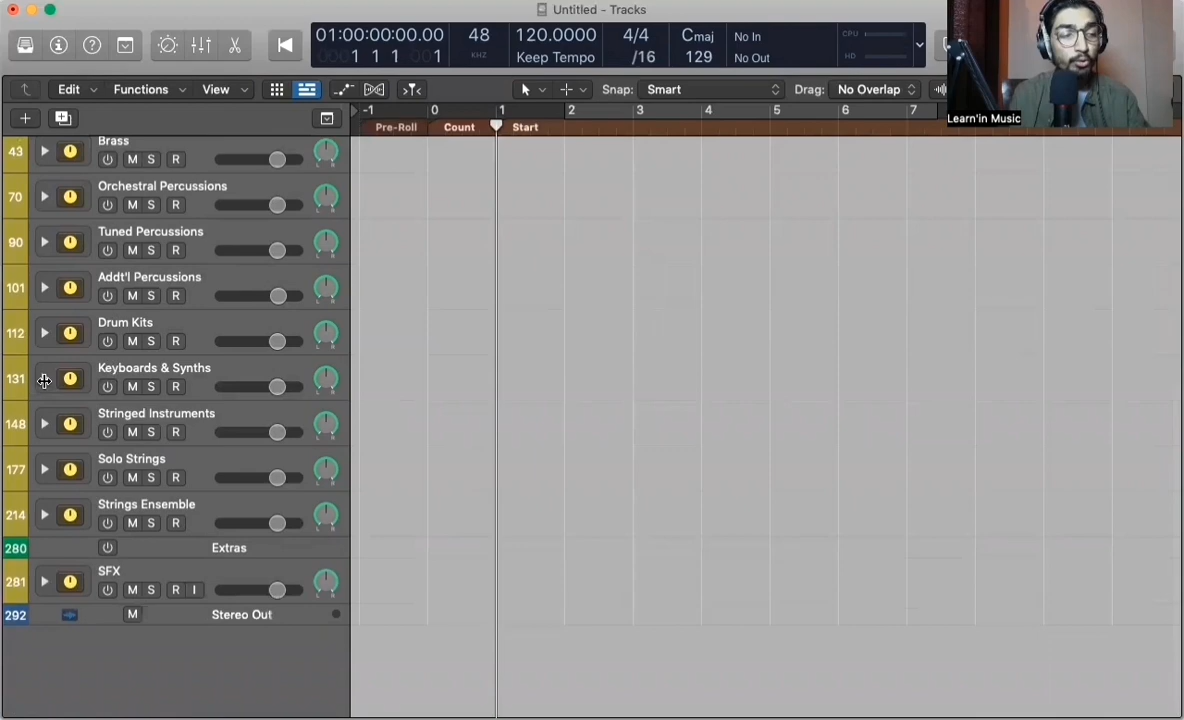 Untitled - Tracks
01:00:00:00.00
1 1 1 001
48
KHZ
120.0000
Keep Tempo
4/4
/16
Cmaj
129
No In
No Out
CPU
HD
Edit
Functions
View
Snap:
Smart
Drag:
No Overlap
-1
0
1
2
3
4
5
6
7
Pre-Roll
Count
Start
Learn'in Music
43
Brass
M S R
L R
70
Orchestral Percussions
M S R
L R
90
Tuned Percussions
M S R
L R
101
Addt'l Percussions
M S R
L R
112
Drum Kits
M S R
L R
131
Keyboards & Synths
M S R
L R
148
Stringed Instruments
M S R
L R
177
Solo Strings
M S R
L R
214
Strings Ensemble
M S R
L R
280
Extras
281
SFX
M S R I
L R
292
M
Stereo Out